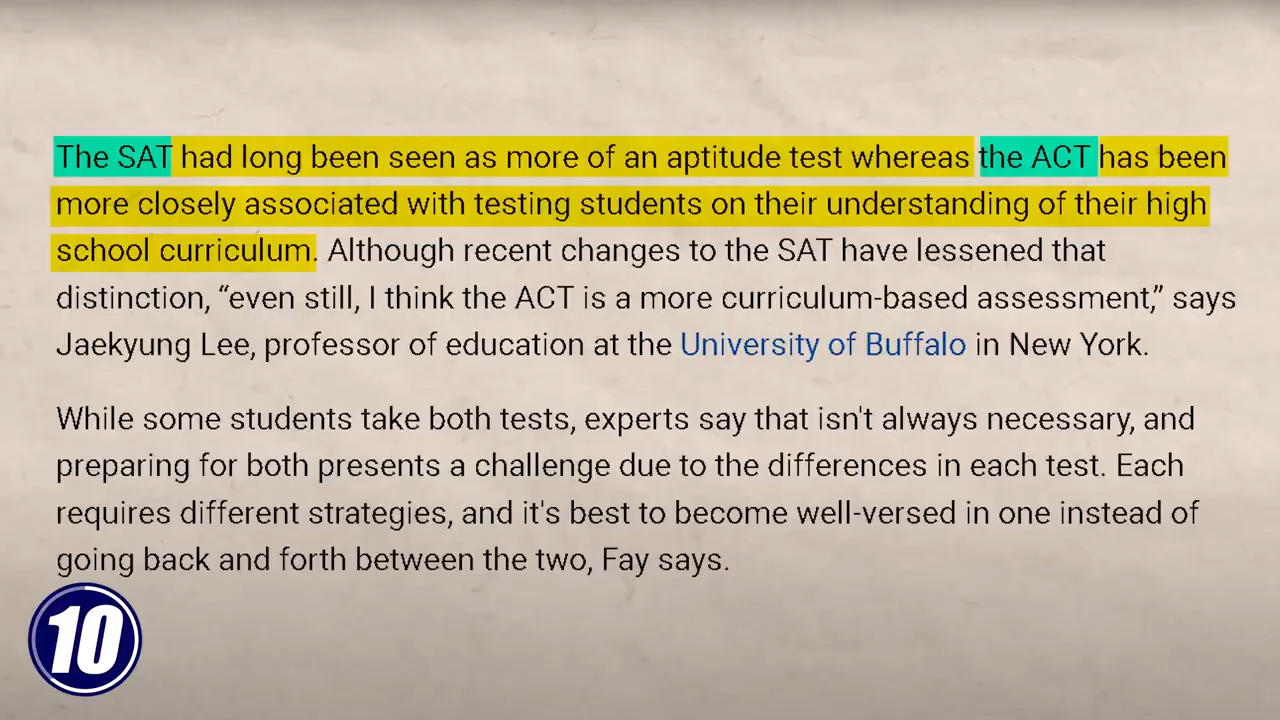 The SAT had long been seen as more of an aptitude test whereas the ACT has been
more closely associated with testing students on their understanding of their high
school curriculum. Although recent changes to the SAT have lessened that
distinction, “even still, I think the ACT is a more curriculum-based assessment,” says
Jaekyung Lee, professor of education at the University of Buffalo in New York.
While some students take both tests, experts say that isn't always necessary, and
preparing for both presents a challenge due to the differences in each test. Each
requires different strategies, and it's best to become well-versed in one instead of
going back and forth between the two, Fay says.
10